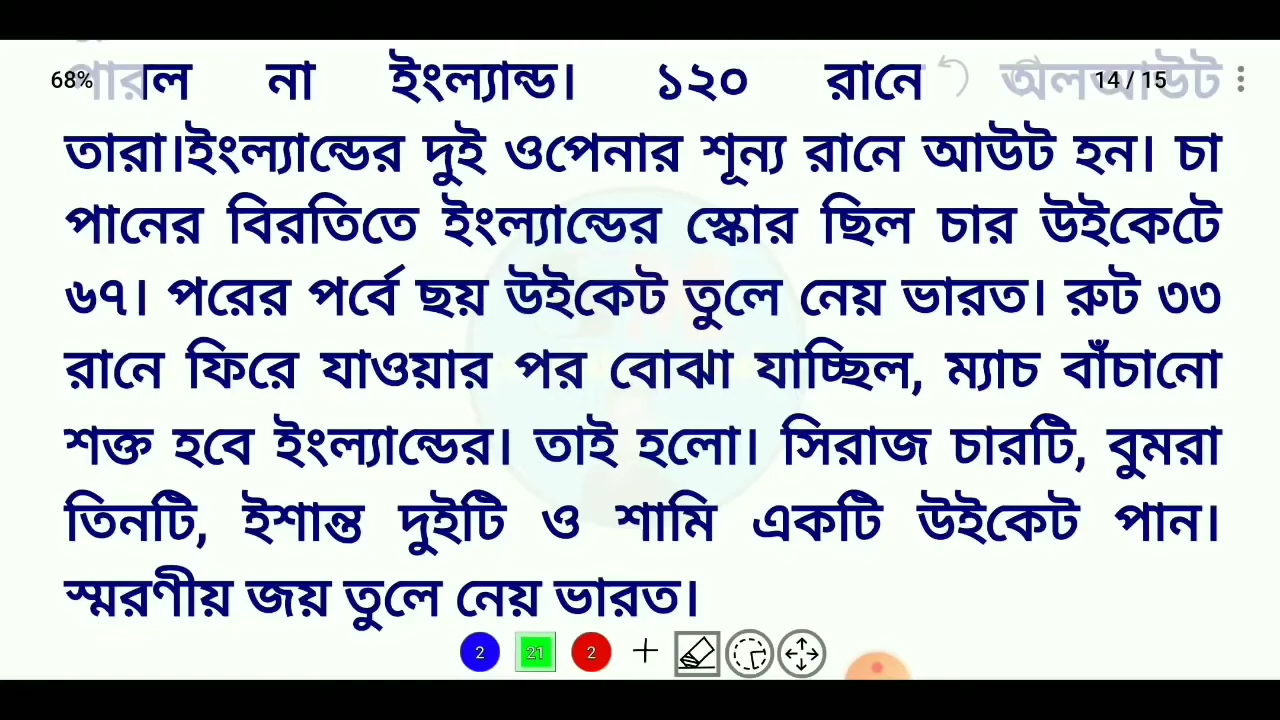 68%
পারল না ইংল্যান্ড। ১২০ রানে অলআউট
14 / 15
তারা।ইংল্যান্ডের দুই ওপেনার শূন্য রানে আউট হন। চা
পানের বিরতিতে ইংল্যান্ডের স্কোর ছিল চার উইকেটে
৬৭। পরের পর্বে ছয় উইকেট তুলে নেয় ভারত। রুট ৩৩
রানে ফিরে যাওয়ার পর বোঝা যাচ্ছিল, ম্যাচ বাঁচানো
শক্ত হবে ইংল্যান্ডের। তাই হলো। সিরাজ চারটি, বুমরা
তিনটি, ইশান্ত দুইটি ও শামি একটি উইকেট পান।
স্মরণীয় জয় তুলে নেয় ভারত।
2 21 2